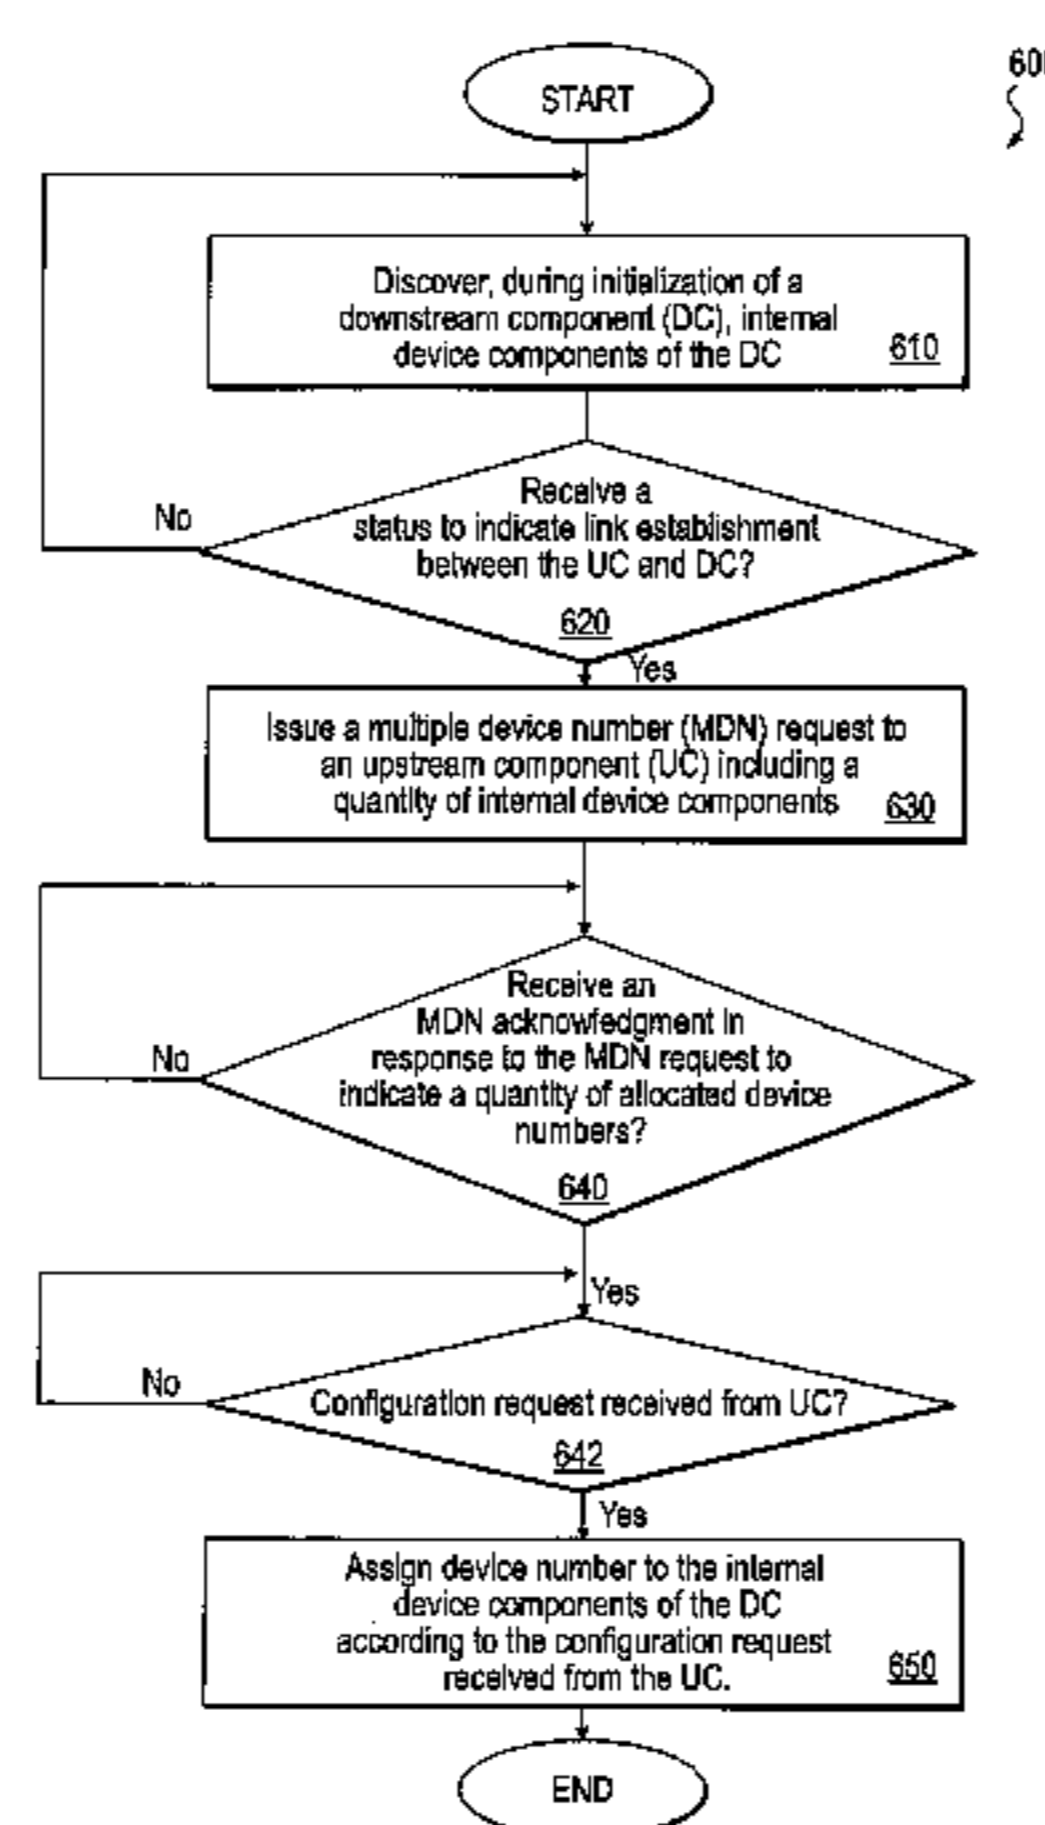 START
Discover, during initialization of a
downstream component (DC), internal
device components of the DC
610
No
Receive a
status to indicate link establishment
between the UC and DC?
620
Yes
Issue a multiple device number (MDN) request to
an upstream component (UC) including a
quantity of internal device components
630
No
Receive an
MDN acknowledgment in
response to the MDN request to
indicate a quantity of allocated device
numbers?
640
Yes
No
Configuration request received from UC?
642
Yes
Assign device number to the internal
device components of the DC
according to the configuration request
received from the UC.
650
END